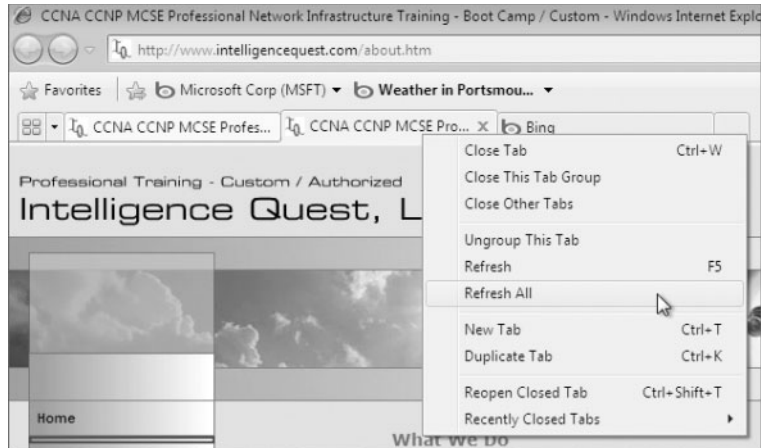 CCNA CCNP MCSE Professional Network Infrastructure Training - Boot Camp / Custom - Windows Internet Explo
http://www.intelligencequest.com/about.htm
Favorites Microsoft Corp (MSFT) Weather in Portsmou...
CCNA CCNP MCSE Profes... CCNA CCNP MCSE Pro... X Bing
Close Tab Ctrl+W
Close This Tab Group
Close Other Tabs
Ungroup This Tab
Refresh F5
Refresh All
New Tab Ctrl+T
Duplicate Tab Ctrl+K
Reopen Closed Tab Ctrl+Shift+T
Recently Closed Tabs
Professional Training - Custom / Authorized
Intelligence Quest, L
Home
What We Do